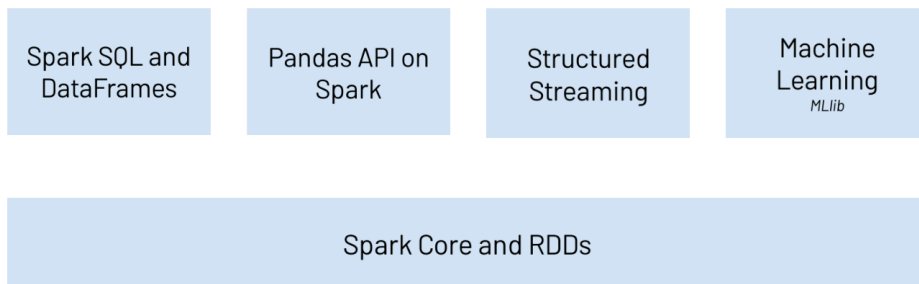 Spark SQL and
DataFrames
Pandas API on
Spark
Structured
Streaming
Machine
Learning
MLlib
Spark Core and RDDs